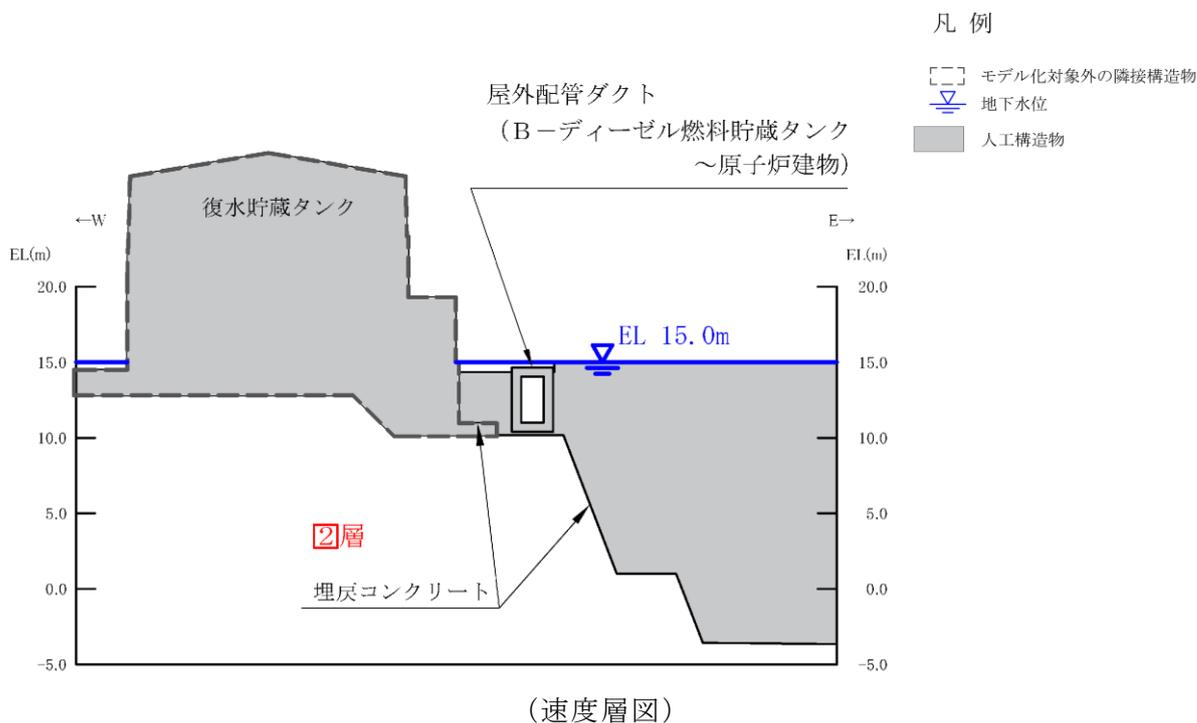 凡 例
モデル化対象外の隣接構造物
地下水位
人工構造物
屋外配管ダクト
(B-ディーゼル燃料貯蔵タンク
~原子炉建物)
復水貯蔵タンク
←W
E→
EL(m)
EL(m)
20.0
20.0
EL 15.0m
15.0
15.0
10.0
10.0
5.0
5.0
2層
埋戻コンクリート
0.0
0.0
-5.0
-5.0
(速度層図)